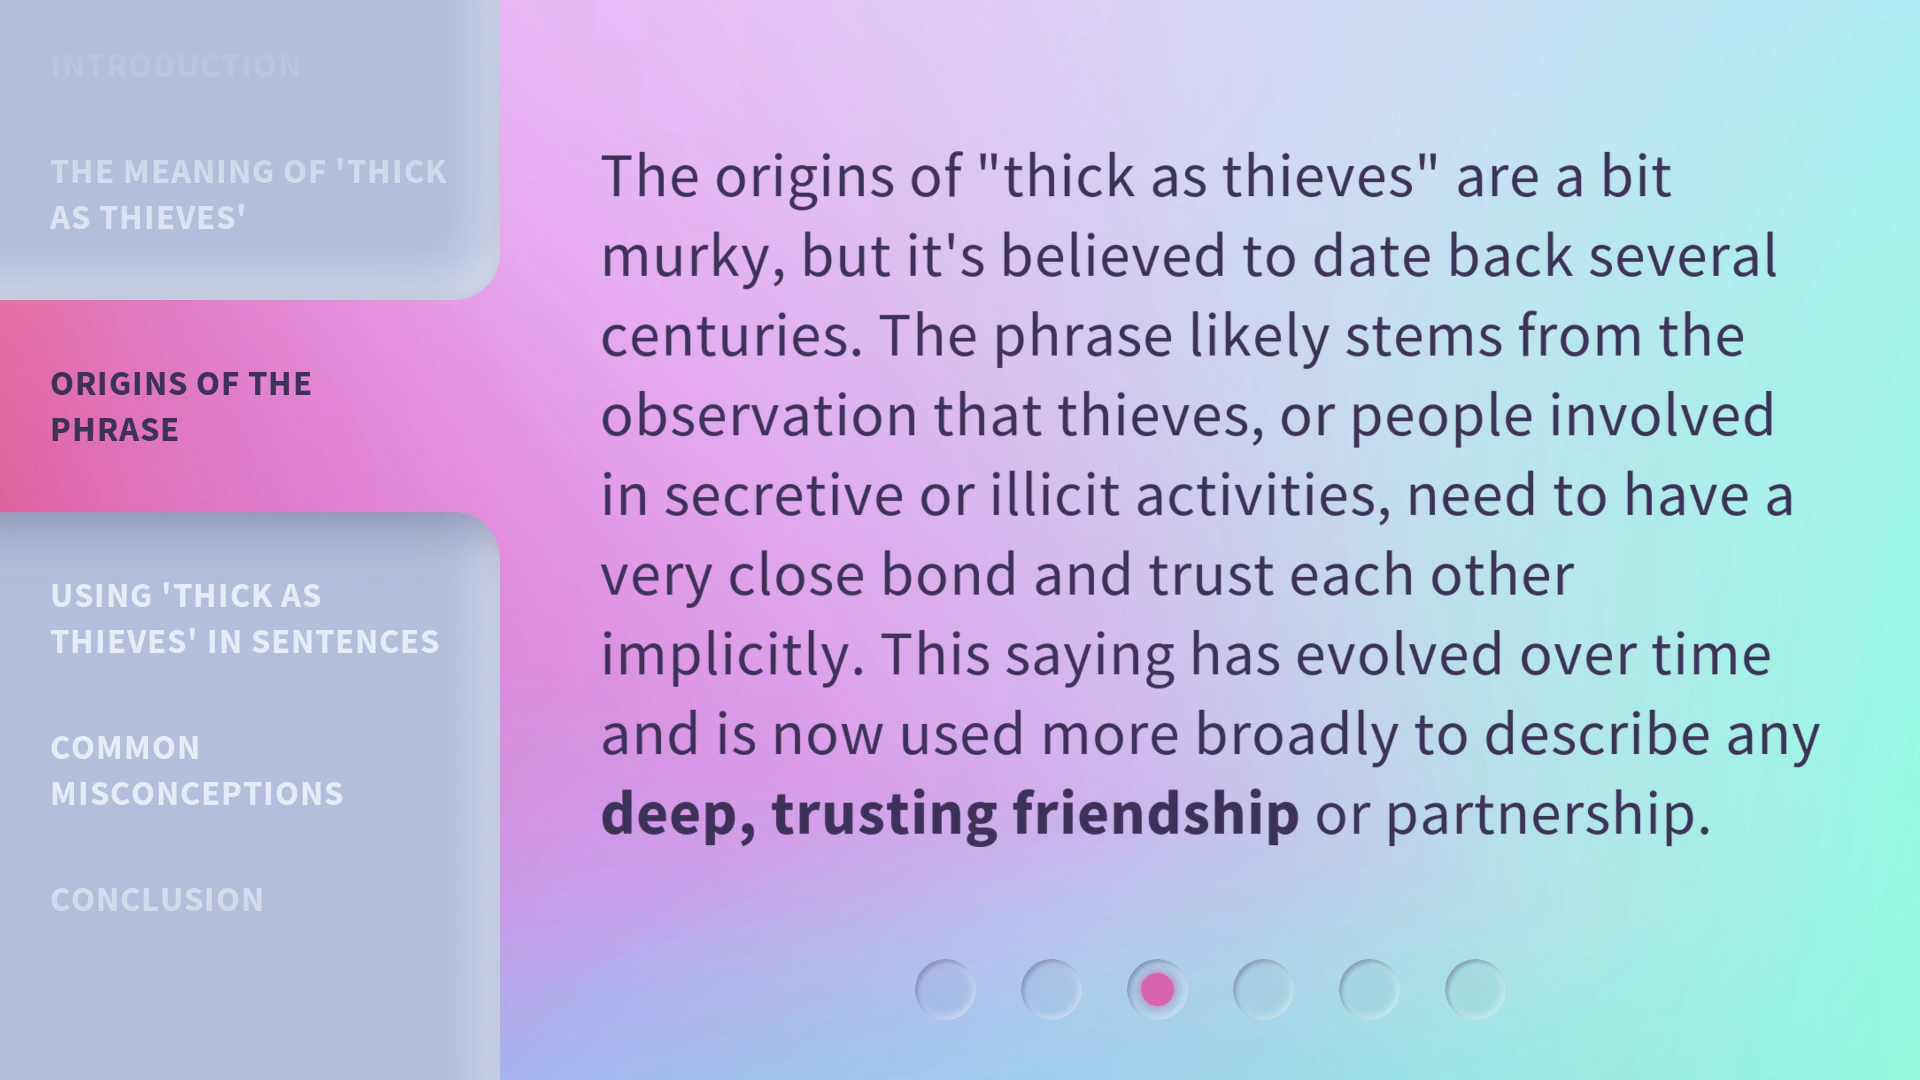 INTRODUCTION
THE MEANING OF 'THICK
AS THIEVES'
ORIGINS OF THE
PHRASE
USING 'THICK AS
THIEVES' IN SENTENCES
COMMON
MISCONCEPTIONS
CONCLUSION
The origins of "thick as thieves" are a bit
murky, but it's believed to date back several
centuries. The phrase likely stems from the
observation that thieves, or people involved
in secretive or illicit activities, need to have a
very close bond and trust each other
implicitly. This saying has evolved over time
and is now used more broadly to describe any
deep, trusting friendship or partnership.